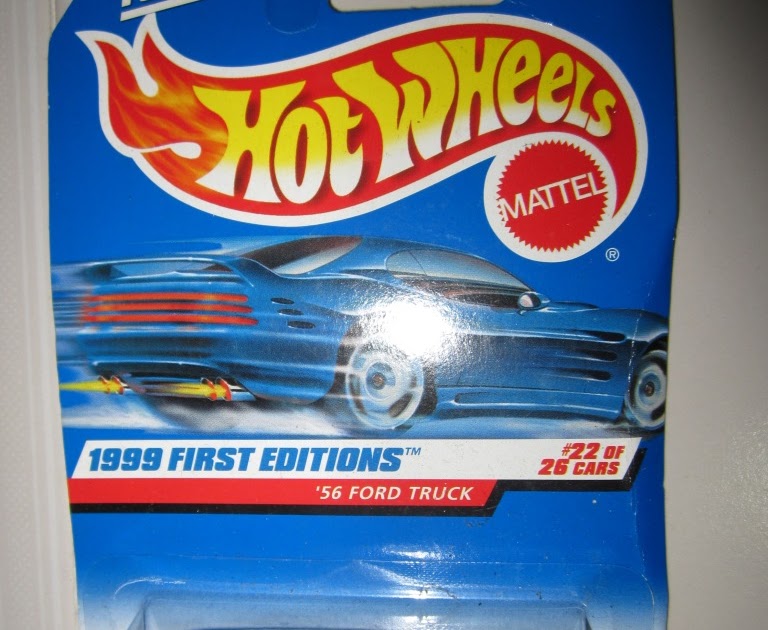 HOT WHEELS
MATTEL
®
1999 FIRST EDITIONS™
#22 OF
26 CARS
'56 FORD TRUCK